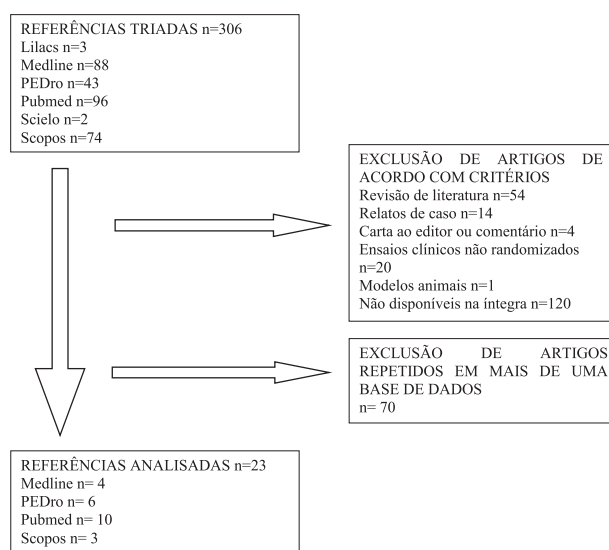 REFERÊNCIAS TRIADAS n=306
Lilacs n=3
Medline n=88
PEDro n=43
Pubmed n=96
Scielo n=2
Scopos n=74
EXCLUSÃO DE ARTIGOS DE
ACORDO COM CRITÉRIOS
Revisão de literatura n=54
Relatos de caso n=14
Carta ao editor ou comentário n=4
Ensaios clínicos não randomizados
n=20
Modelos animais n=1
Não disponíveis na íntegra n=120
EXCLUSÃO DE ARTIGOS
REPETIDOS EM MAIS DE UMA
BASE DE DADOS
n= 70
REFERÊNCIAS ANALISADAS n=23
Medline n= 4
PEDro n= 6
Pubmed n= 10
Scopos n= 3